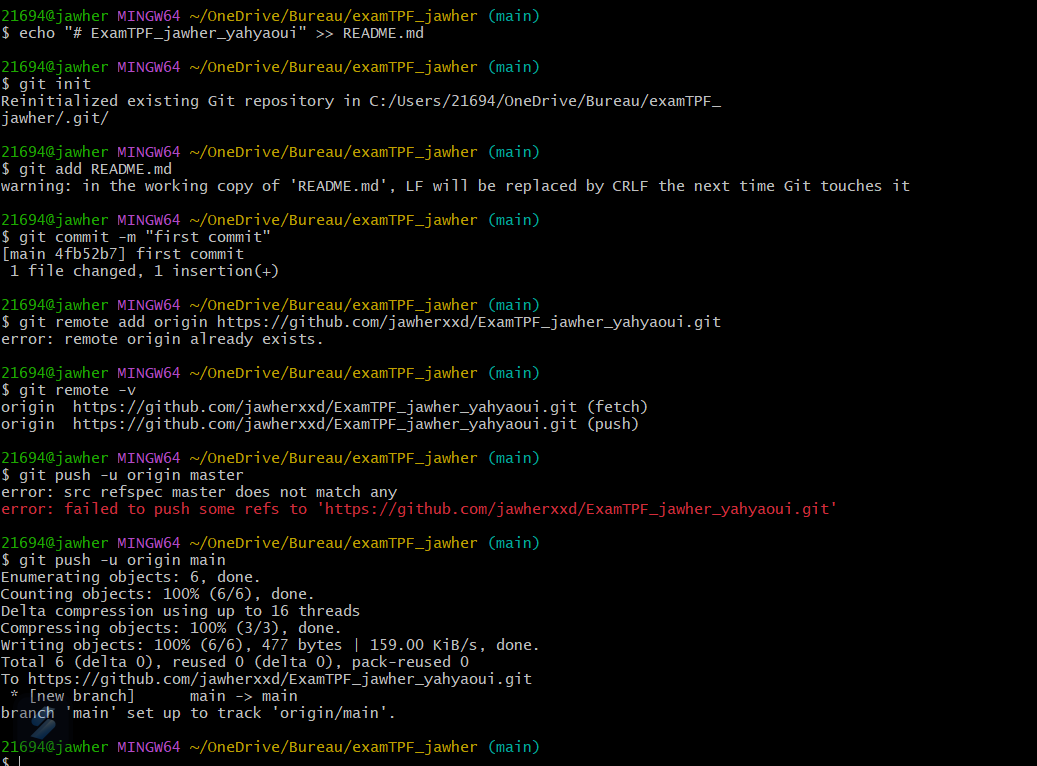 21694@jawher MINGW64 ~/OneDrive/Bureau/examTPF_jawher (main)
$ echo "# ExamTPF_jawher_yahyaoui" >> README.md
21694@jawher MINGW64 ~/OneDrive/Bureau/examTPF_jawher (main)
$ git init
Reinitialized existing Git repository in C:/Users/21694/OneDrive/Bureau/examTPF_
jawher/.git/
21694@jawher MINGW64 ~/OneDrive/Bureau/examTPF_jawher (main)
$ git add README.md
warning: in the working copy of 'README.md', LF will be replaced by CRLF the next time Git touches it
21694@jawher MINGW64 ~/OneDrive/Bureau/examTPF_jawher (main)
$ git commit -m "first commit"
[main 4fb52b7] first commit
 1 file changed, 1 insertion(+)
21694@jawher MINGW64 ~/OneDrive/Bureau/examTPF_jawher (main)
$ git remote add origin https://github.com/jawherxxd/ExamTPF_jawher_yahyaoui.git
error: remote origin already exists.
21694@jawher MINGW64 ~/OneDrive/Bureau/examTPF_jawher (main)
$ git remote -v
origin  https://github.com/jawherxxd/ExamTPF_jawher_yahyaoui.git (fetch)
origin  https://github.com/jawherxxd/ExamTPF_jawher_yahyaoui.git (push)
21694@jawher MINGW64 ~/OneDrive/Bureau/examTPF_jawher (main)
$ git push -u origin master
error: src refspec master does not match any
error: failed to push some refs to 'https://github.com/jawherxxd/ExamTPF_jawher_yahyaoui.git'
21694@jawher MINGW64 ~/OneDrive/Bureau/examTPF_jawher (main)
$ git push -u origin main
Enumerating objects: 6, done.
Counting objects: 100% (6/6), done.
Delta compression using up to 16 threads
Compressing objects: 100% (3/3), done.
Writing objects: 100% (6/6), 477 bytes | 159.00 KiB/s, done.
Total 6 (delta 0), reused 0 (delta 0), pack-reused 0
To https://github.com/jawherxxd/ExamTPF_jawher_yahyaoui.git
 * [new branch]      main -> main
branch 'main' set up to track 'origin/main'.
21694@jawher MINGW64 ~/OneDrive/Bureau/examTPF_jawher (main)
$